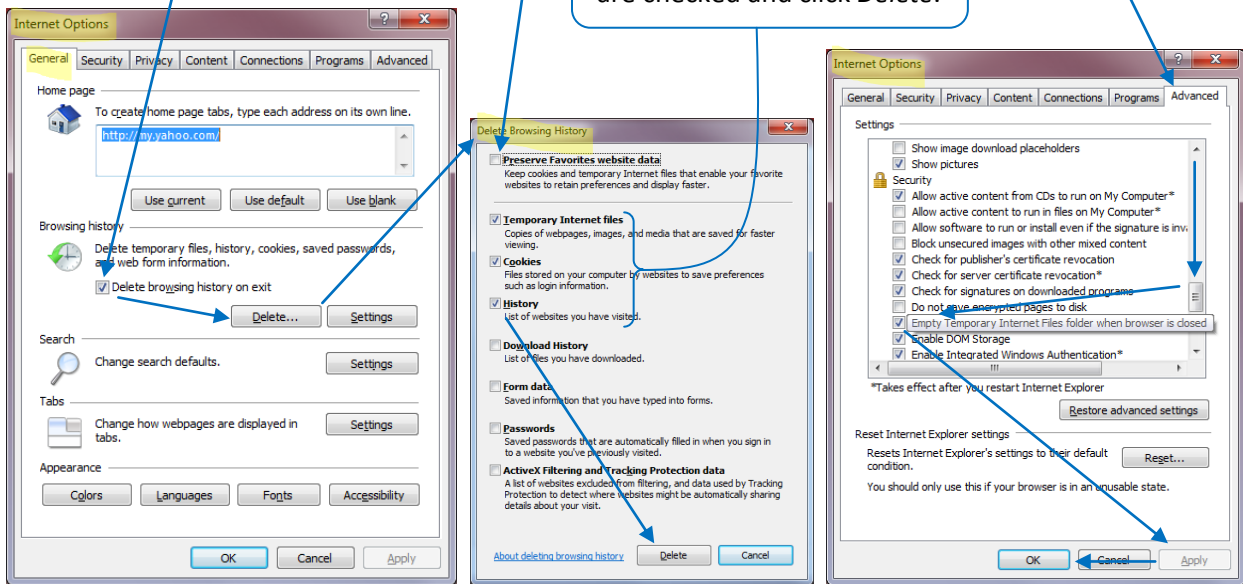 are checked and click Delete.
Internet Options
General Security Privacy Content Connections Programs Advanced
Home page
To create home page tabs, type each address on its own line.
http://my.yahoo.com/
Use current Use default Use blank
Browsing history
Delete temporary files, history, cookies, saved passwords,
and web form information.
Delete browsing history on exit
Delete... Settings
Search
Change search defaults. Settings
Tabs
Change how webpages are displayed in
tabs.
Settings
Appearance
Colors Languages Fonts Accessibility
OK Cancel Apply
Delete Browsing History
Preserve Favorites website data
Keep cookies and temporary Internet files that enable your favorite
websites to retain preferences and display faster.
Temporary Internet files
Copies of webpages, images, and media that are saved for faster
viewing.
Cookies
Files stored on your computer by websites to save preferences
such as login information.
History
List of websites you have visited.
Download History
List of files you have downloaded.
Form data
Saved information that you have typed into forms.
Passwords
Saved passwords that are automatically filled in when you sign in
to a website you've previously visited.
ActiveX Filtering and Tracking Protection data
A list of websites excluded from filtering, and data used by Tracking
Protection to detect where websites might be automatically sharing
details about your visit.
About deleting browsing history Delete Cancel
Internet Options
General Security Privacy Content Connections Programs Advanced
Settings
Show image download placeholders
Show pictures
Security
Allow active content from CDs to run on My Computer*
Allow active content to run in files on My Computer*
Allow software to run or install even if the signature is inv
Block unsecured images with other mixed content
Check for publisher's certificate revocation
Check for server certificate revocation*
Check for signatures on downloaded programs
Do not save encrypted pages to disk
Empty Temporary Internet Files folder when browser is closed
Enable DOM Storage
Enable Integrated Windows Authentication*
*Takes effect after you restart Internet Explorer
Restore advanced settings
Reset Internet Explorer settings
Resets Internet Explorer's settings to their default
condition.
Reset...
You should only use this if your browser is in an unusable state.
OK Cancel Apply